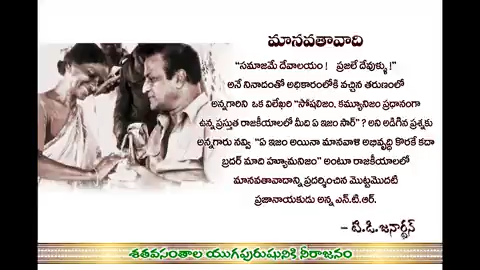 మానవతావాది
“సమాజమే దేవాలయం !   ప్రజలే దేవుళ్ళు !”
అనే నినాదంతో అధికారంలోకి వచ్చిన తరుణంలో
అన్నగారిని ఒక విలేఖరి “సోషలిజం, కమ్యూనిజం ప్రధానంగా
ఉన్న ప్రస్తుత రాజకీయాలలో మీది ఏ ఇజం సార్” ? అని అడిగిన ప్రశ్నకు
అన్నగారు నవ్వి “ఏ ఇజం అయినా మానవాళి అభివృద్ధి కొరకే కదా
బ్రదర్ మాది హ్యూమనిజం” అంటూ రాజకీయాలలో
మానవతావాదాన్ని ప్రదర్శించిన మొట్టమొదటి
ప్రజానాయకుడు అన్న ఎన్.టి.ఆర్.
– టి.డి.జనార్థన్
శతవసంతాల యుగపురుషునికి నీరాజనం